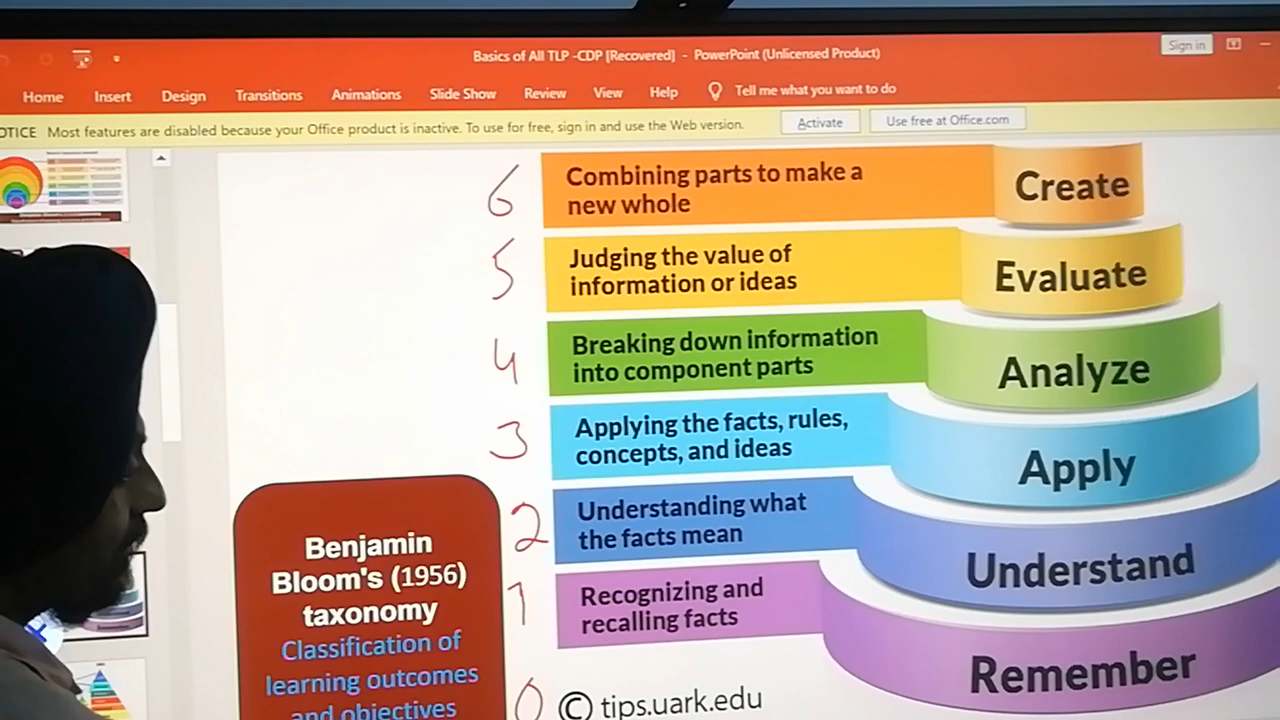 Basics of All TLP -CDP [Recovered] - PowerPoint (Unlicensed Product)
Sign in
Home Insert Design Transitions Animations Slide Show Review View Help Tell me what you want to do
OTICE Most features are disabled because your Office product is inactive. To use for free, sign in and use the Web version. Activate Use free at Office.com
6
Combining parts to make a
new whole
Create
5
Judging the value of
information or ideas
Evaluate
4
Breaking down information
into component parts
Analyze
3
Applying the facts, rules,
concepts, and ideas
Apply
2
Understanding what
the facts mean
Understand
1
Recognizing and
recalling facts
Remember
Benjamin
Bloom's (1956)
taxonomy
Classification of
learning outcomes
and objectives
0
© tips.uark.edu